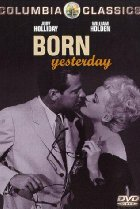 COLUMBIA CLASSICS
JUDY HOLLIDAY WILLIAM HOLDEN
BORN
yesterday
DVD